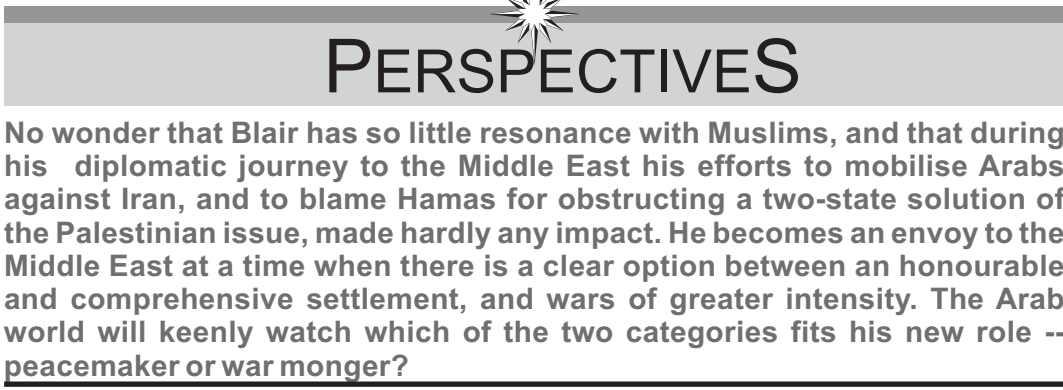 PERSPECTIVES
No wonder that Blair has so little resonance with Muslims, and that during
his diplomatic journey to the Middle East his efforts to mobilise Arabs
against Iran, and to blame Hamas for obstructing a two-state solution of
the Palestinian issue, made hardly any impact. He becomes an envoy to the
Middle East at a time when there is a clear option between an honourable
and comprehensive settlement, and wars of greater intensity. The Arab
world will keenly watch which of the two categories fits his new role --
peacemaker or war monger?